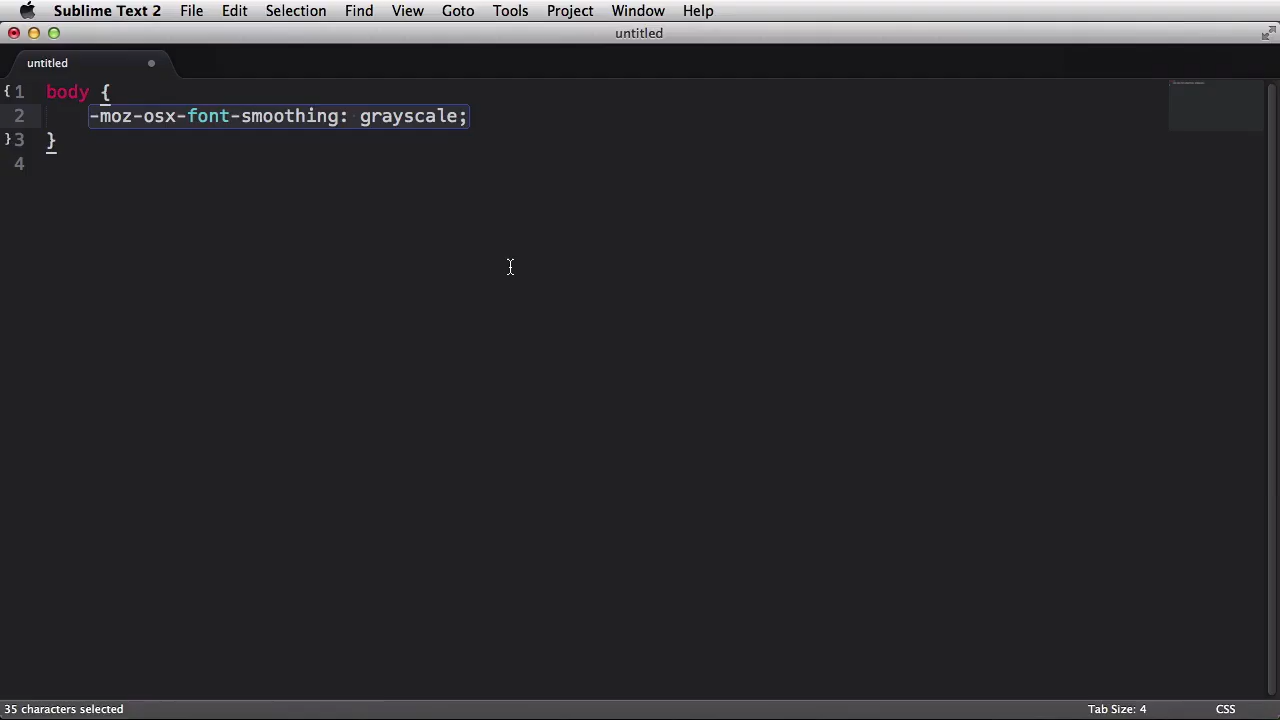 Sublime Text 2 File Edit Selection Find View Goto Tools Project Window Help
untitled
untitled
1 body {
2 -moz-osx-font-smoothing: grayscale;
3 }
4
35 characters selected Tab Size: 4 CSS